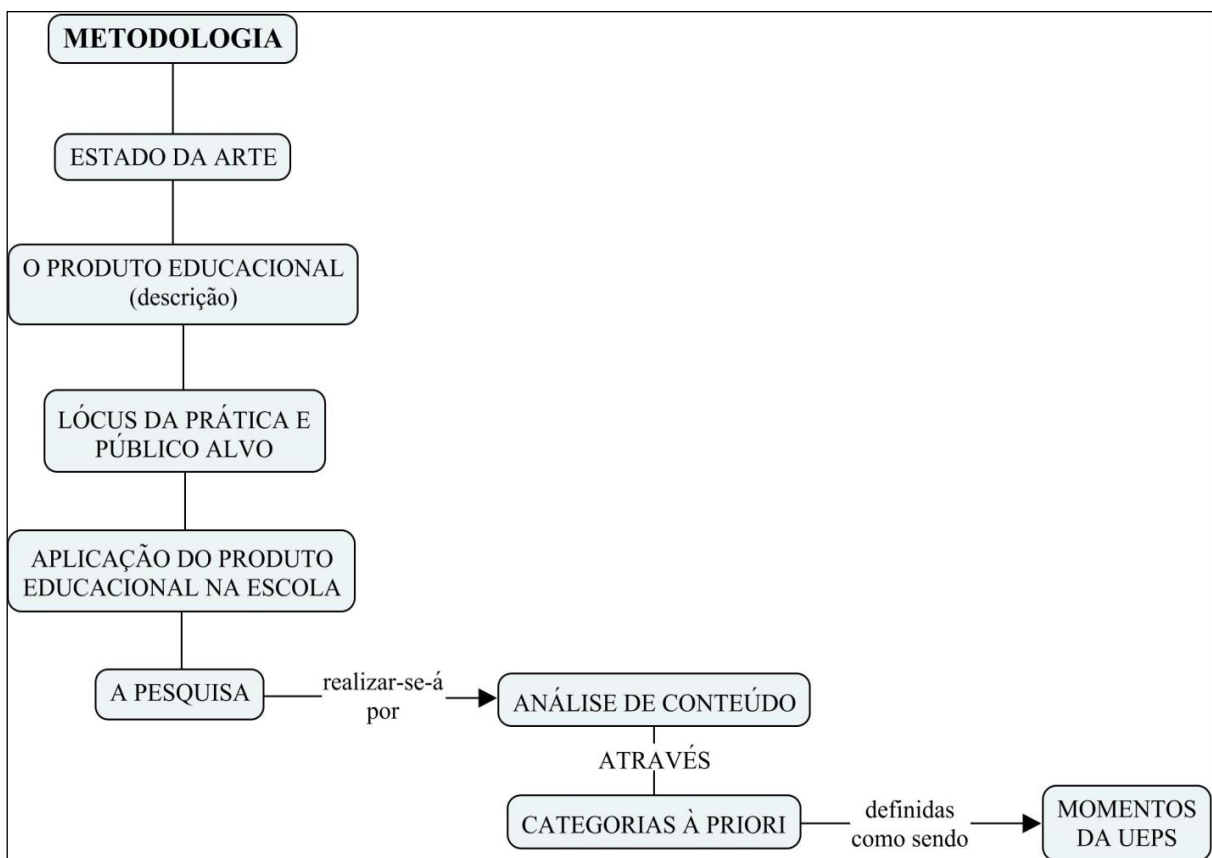 METODOLOGIA
ESTADO DA ARTE
O PRODUTO EDUCACIONAL
(descrição)
LÓCUS DA PRÁTICA E
PÚBLICO ALVO
APLICAÇÃO DO PRODUTO
EDUCACIONAL NA ESCOLA
A PESQUISA
realizar-se-á
por
ANÁLISE DE CONTEÚDO
ATRAVÉS
CATEGORIAS À PRIORI
definidas
como sendo
MOMENTOS
DA UEPS